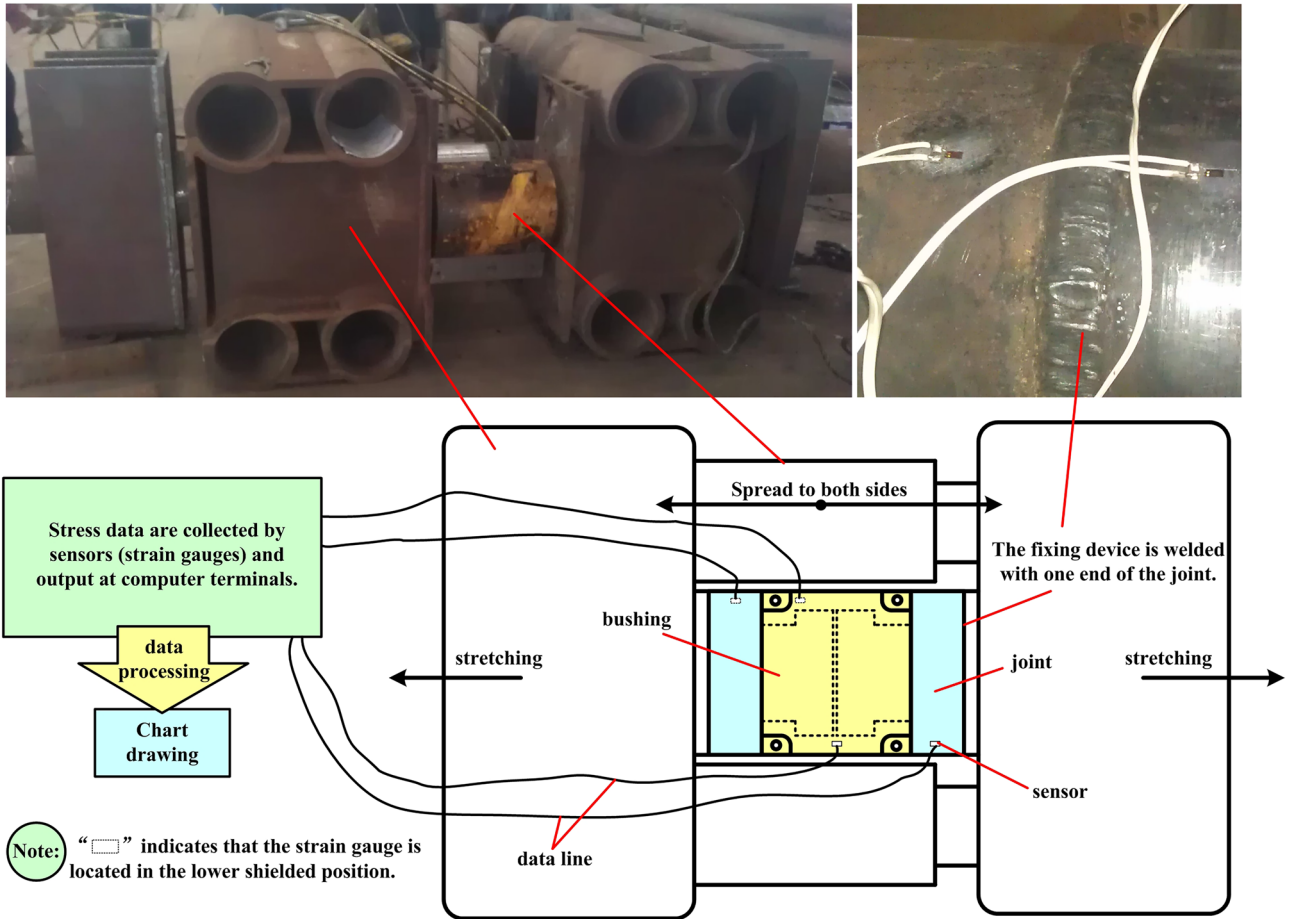 Spread to both sides
Stress data are collected by
sensors (strain gauges) and
output at computer terminals.
The fixing device is welded
with one end of the joint.
bushing
data
processing
stretching
joint
stretching
Chart
drawing
sensor
Note:
“ ” indicates that the strain gauge is
located in the lower shielded position.
data line